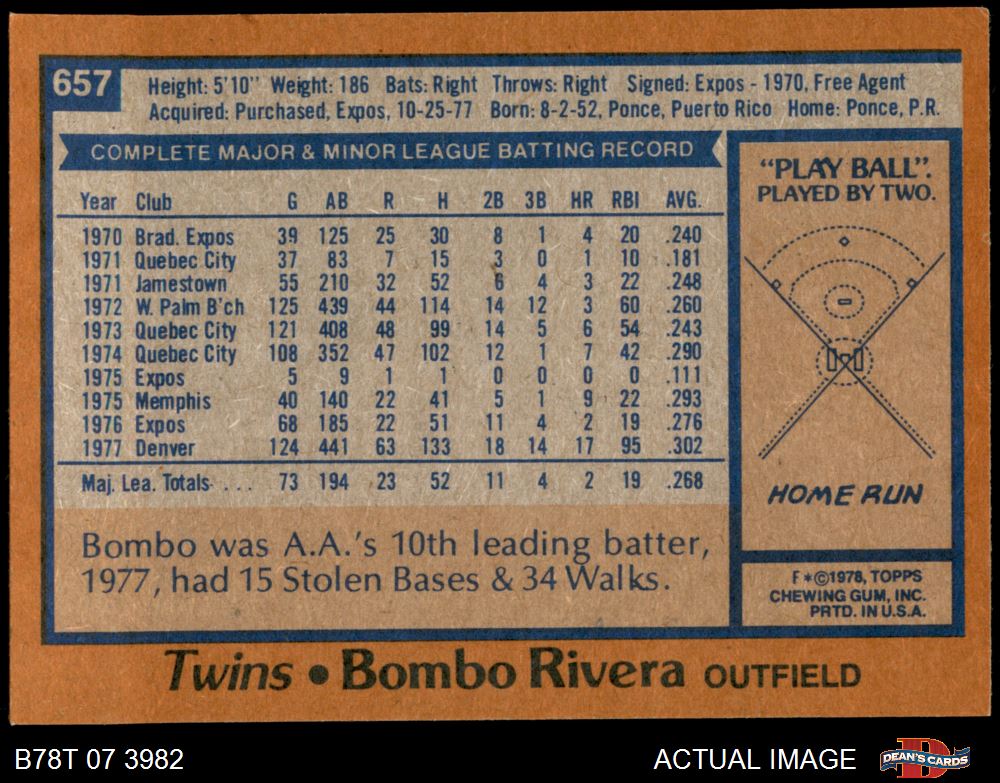 657
Height: 5'10" Weight: 186 Bats: Right Throws: Right Signed: Expos - 1970, Free Agent
Acquired: Purchased, Expos, 10-25-77 Born: 8-2-52, Ponce, Puerto Rico Home: Ponce, P.R.
COMPLETE MAJOR & MINOR LEAGUE BATTING RECORD
Year Club G AB R H 2B 3B HR RBI AVG.
1970 Brad. Expos 39 125 25 30 8 1 4 20 .240
1971 Quebec City 37 83 7 15 3 0 1 10 .181
1971 Jamestown 55 210 32 52 6 4 3 22 .248
1972 W. Palm B'ch 125 439 44 114 14 12 3 60 .260
1973 Quebec City 121 408 48 99 14 5 6 54 .243
1974 Quebec City 108 352 47 102 12 1 7 42 .290
1975 Expos 5 9 1 1 0 0 0 0 .111
1975 Memphis 40 140 22 41 5 1 9 22 .293
1976 Expos 68 185 22 51 11 4 2 19 .276
1977 Denver 124 441 63 133 18 14 17 95 .302
Maj. Lea. Totals . . . 73 194 23 52 11 4 2 19 .268
Bombo was A.A.'s 10th leading batter,
1977, had 15 Stolen Bases & 34 Walks.
"PLAY BALL".
PLAYED BY TWO.
HOME RUN
F*©1978, TOPPS
CHEWING GUM, INC.
PRTD. IN U.S.A.
Twins • Bombo Rivera OUTFIELD
B78T 07 3982
ACTUAL IMAGE
DEAN'S CARDS